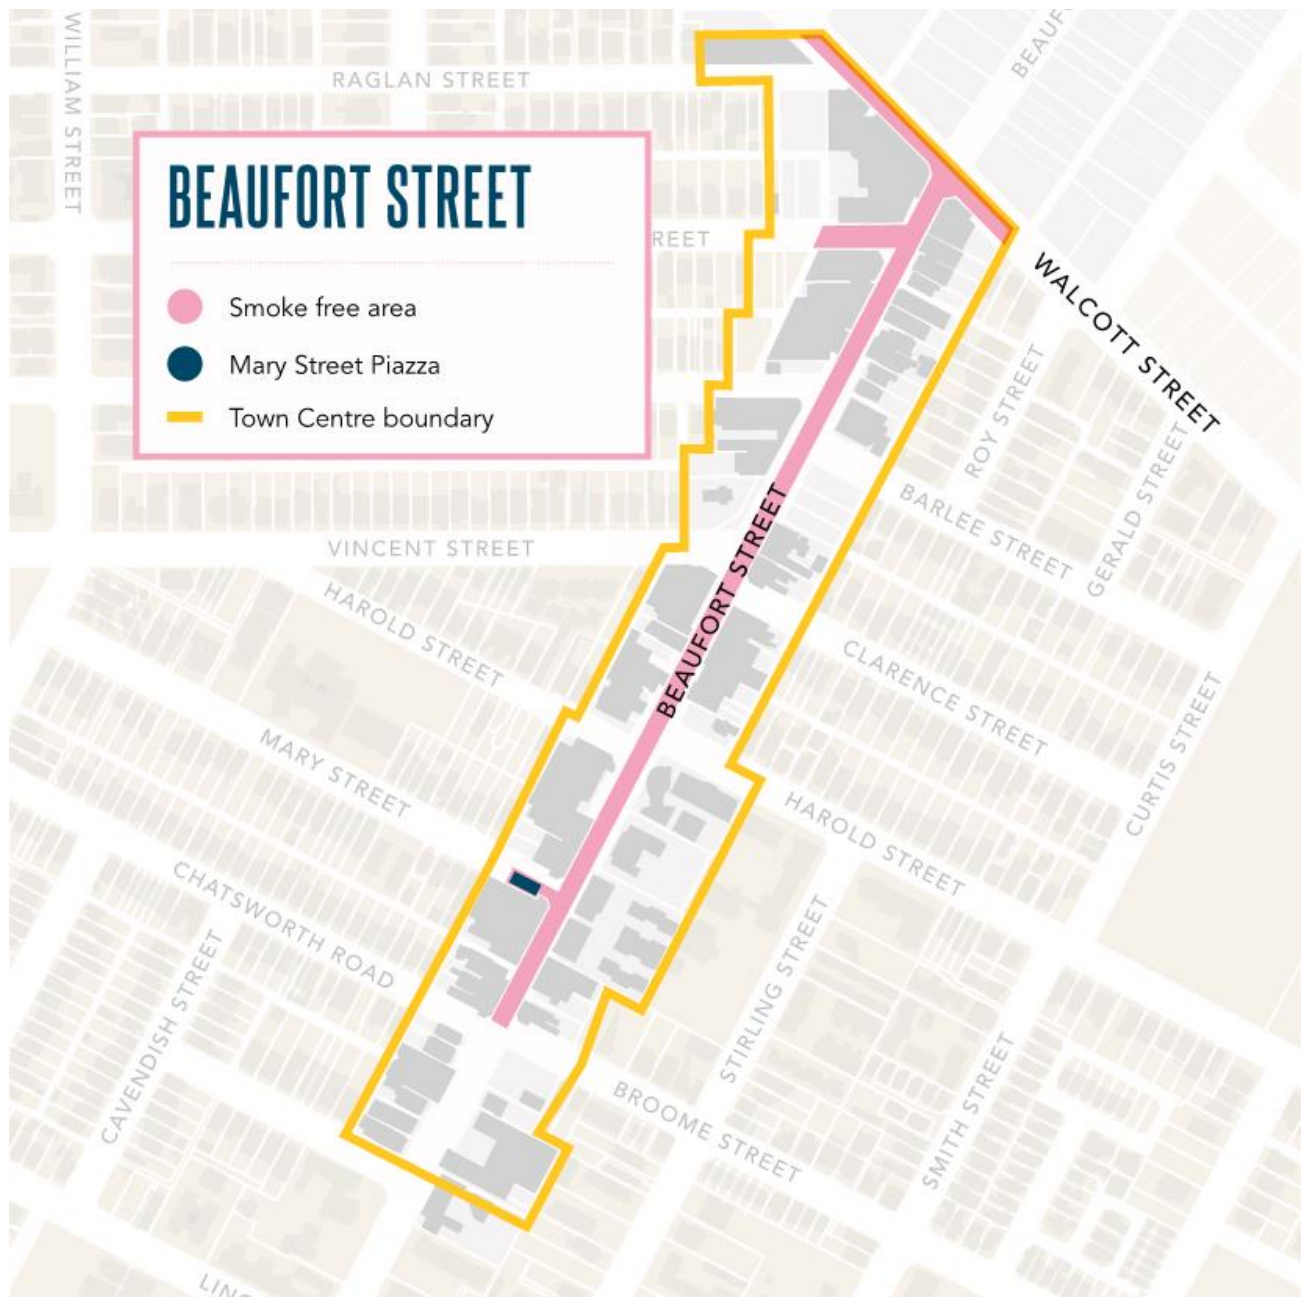 WILLIAM STREET
RAGLAN STREET
BEAUF
BEAUFORT STREET
REET
Smoke free area
Mary Street Piazza
Town Centre boundary
WALCOTT STREET
ROY STREET
GERALD STREET
BARLEE STREET
VINCENT STREET
BEAUFORT STREET
HAROLD STREET
CLARENCE STREET
CURTIS STREET
MARY STREET
HAROLD STREET
CHATSWORTH ROAD
CAVENDISH STREET
STIRLING STREET
SMITH STREET
BROOME STREET
LINC